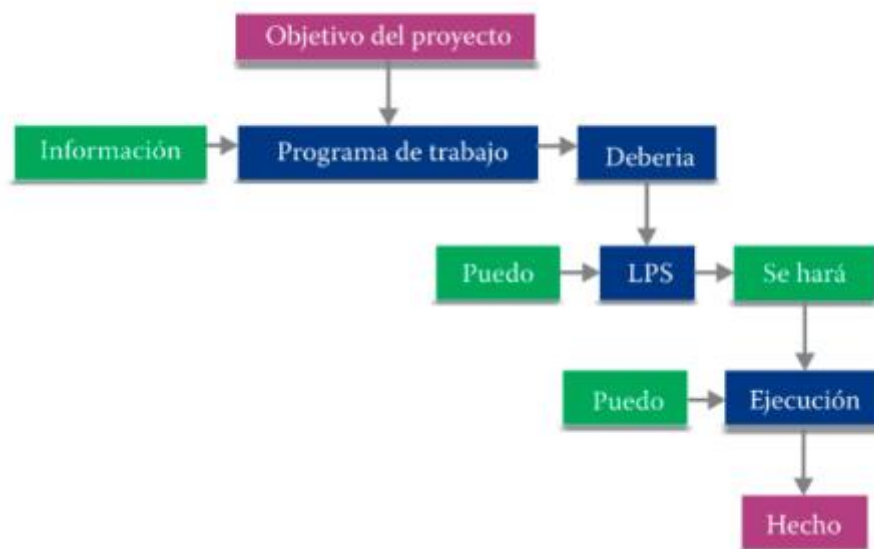 Objetivo del proyecto
Información
Programa de trabajo
Deberia
Puedo
LPS
Se hará
Puedo
Ejecución
Hecho